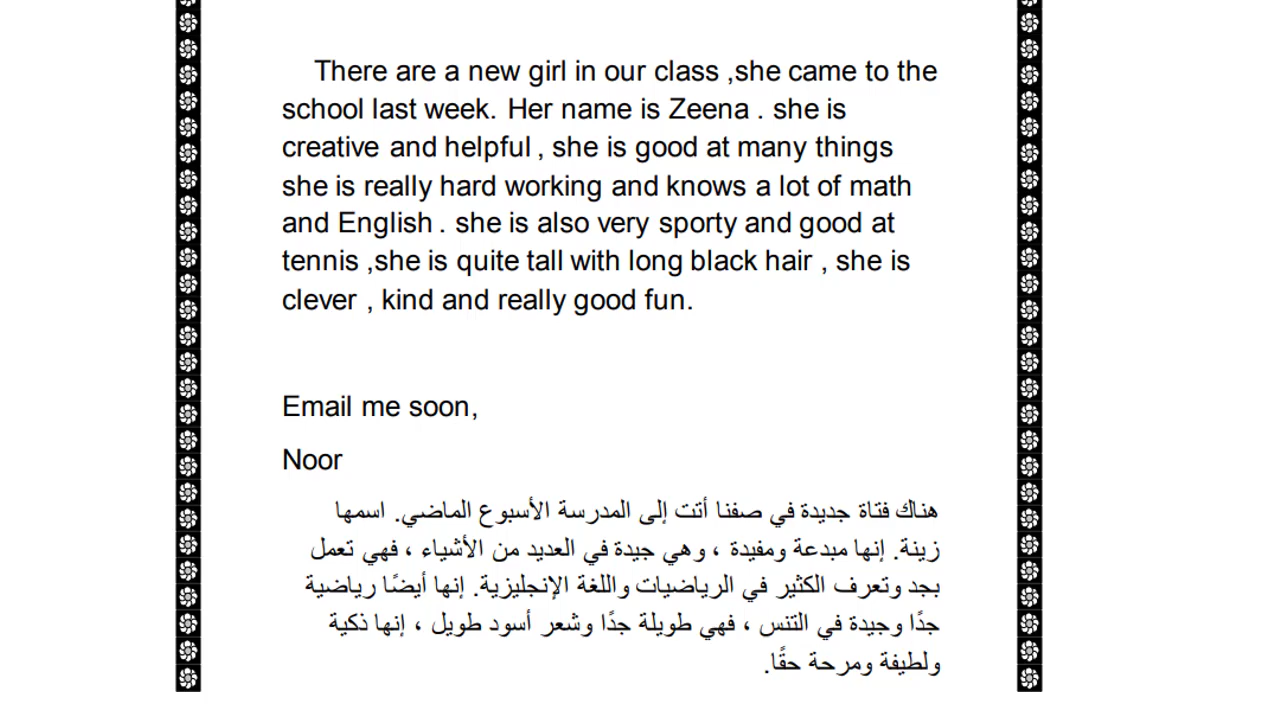 There are a new girl in our class ,she came to the
school last week. Her name is Zeena . she is
creative and helpful , she is good at many things
she is really hard working and knows a lot of math
and English . she is also very sporty and good at
tennis ,she is quite tall with long black hair , she is
clever , kind and really good fun.
Email me soon,
Noor
هناك فتاة جديدة في صفنا أتت إلى المدرسة الأسبوع الماضي. اسمها
زينة. إنها مبدعة ومفيدة ، وهي جيدة في العديد من الأشياء ، فهي تعمل
بجد وتعرف الكثير في الرياضيات واللغة الإنجليزية. إنها أيضًا رياضية
جدًا وجيدة في التنس ، فهي طويلة جدًا وشعر أسود طويل ، إنها ذكية
ولطيفة ومرحة حقًا.